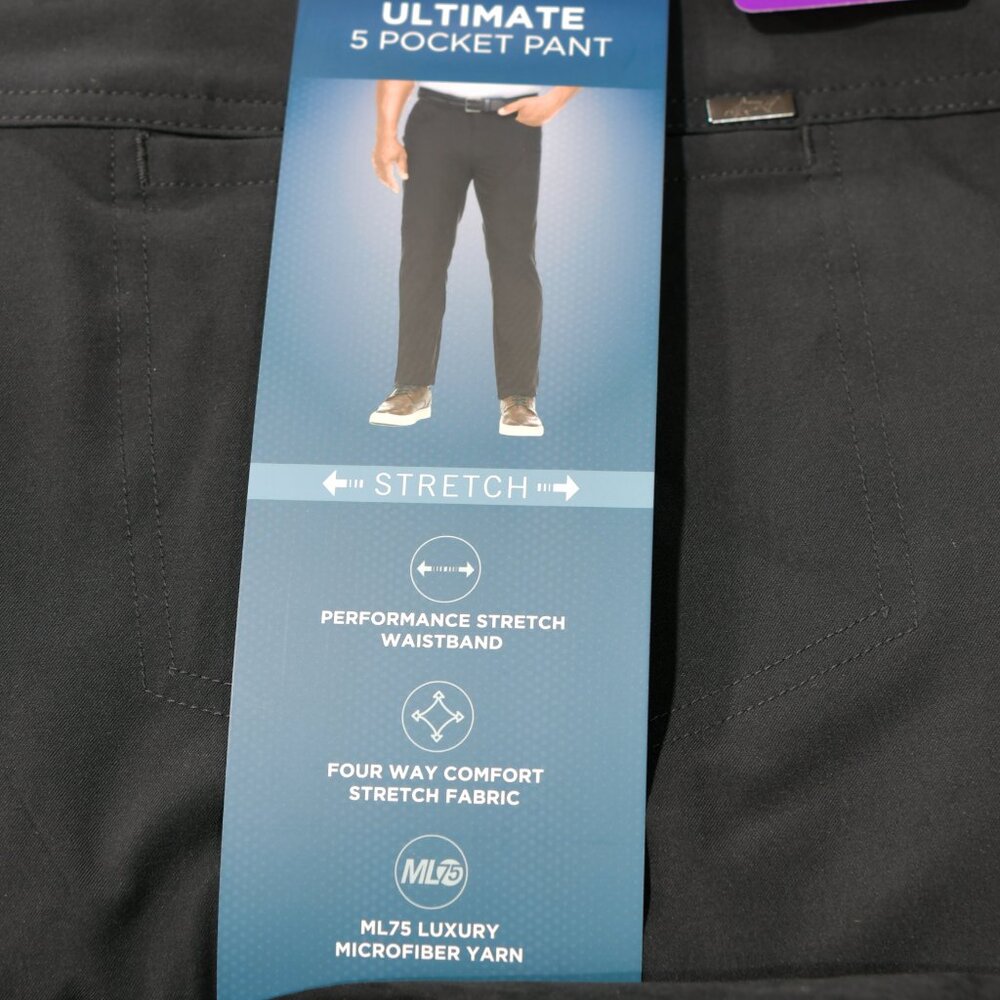 ULTIMATE
5 POCKET PANT
STRETCH
PERFORMANCE STRETCH
WAISTBAND
FOUR WAY COMFORT
STRETCH FABRIC
ML75
ML75 LUXURY
MICROFIBER YARN